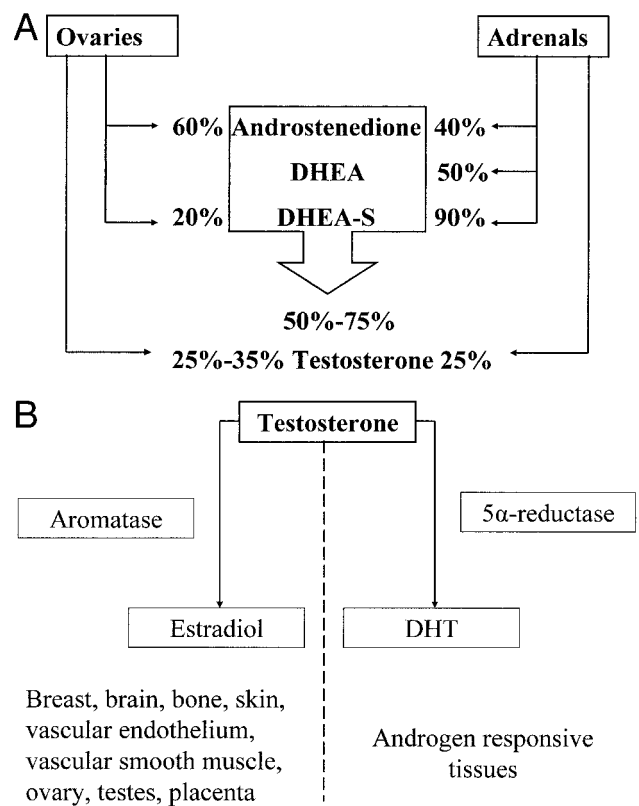 A
Ovaries Adrenals
60% Androstenedione 40%
DHEA 50%
20% DHEA-S 90%
50%-75%
25%-35% Testosterone 25%
B
Testosterone
Aromatase
5α-reductase
Estradiol DHT
Breast, brain, bone, skin,
vascular endothelium,
vascular smooth muscle,
ovary, testes, placenta
Androgen responsive
tissues